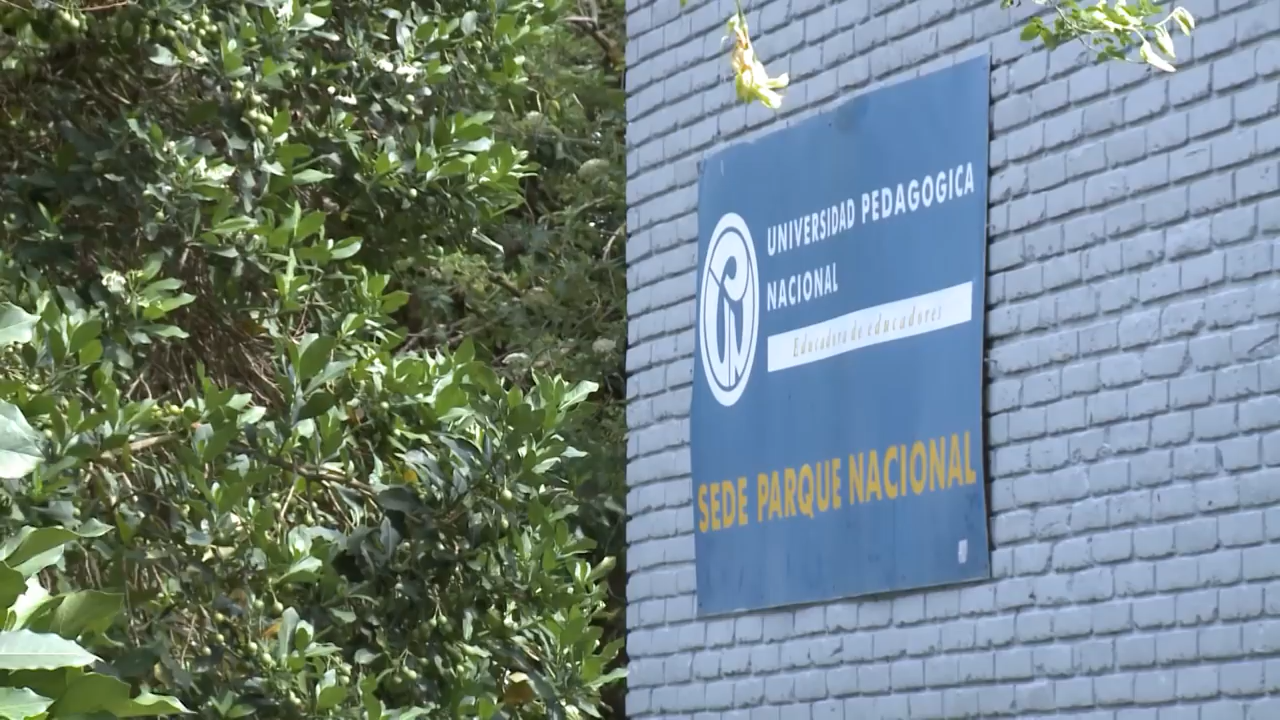 UNIVERSIDAD PEDAGOGICA
NACIONAL
Educadora de educadores
SEDE PARQUE NACIONAL